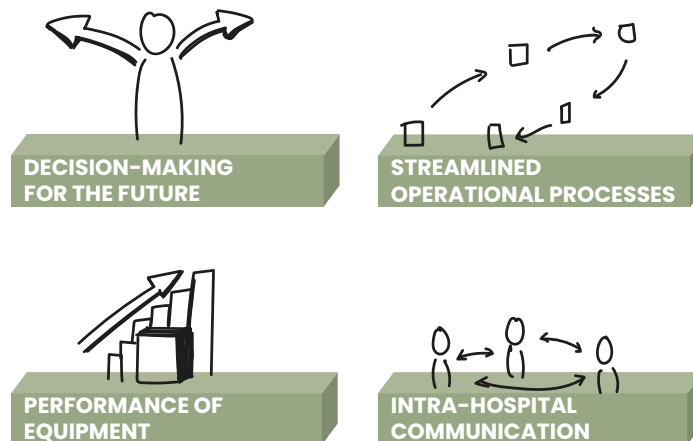 DECISION-MAKING
FOR THE FUTURE
STREAMLINED
OPERATIONAL PROCESSES
PERFORMANCE OF
EQUIPMENT
INTRA-HOSPITAL
COMMUNICATION